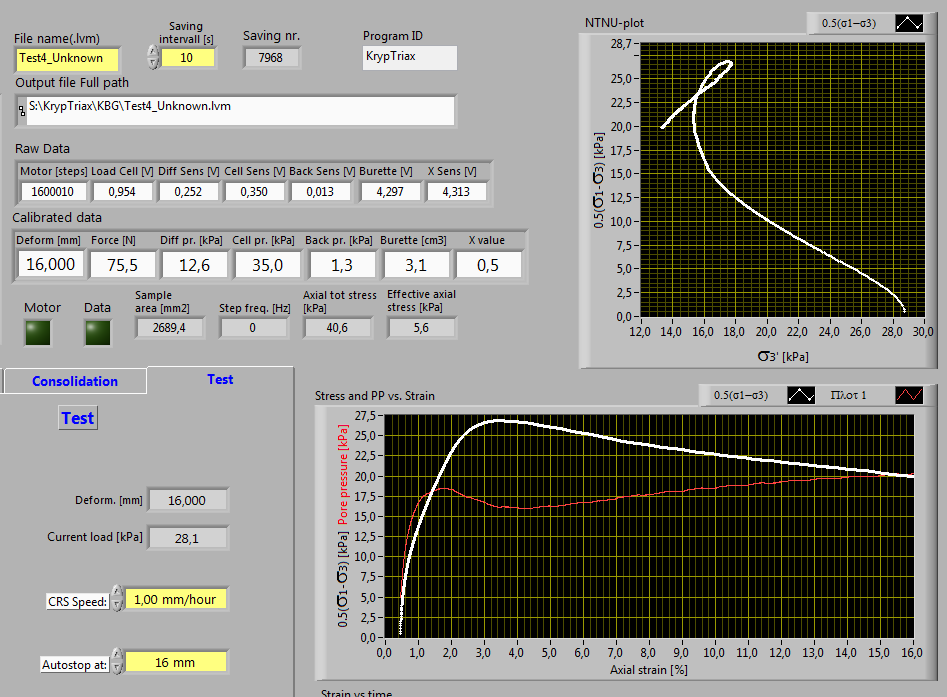 File name(.lvm)
Saving
intervall [s]
Saving nr.
Program ID
Test4_Unknown
10
7968
KrypTriax
Output file Full path
S:\KrypTriax\KBG\Test4_Unknown.lvm
Raw Data
Motor [steps] Load Cell [V] Diff Sens [V] Cell Sens [V] Back Sens [V] Burette [V] X Sens [V]
1600010 0,954 0,252 0,350 0,013 4,297 4,313
Calibrated data
Deform [mm] Force [N] Diff pr. [kPa] Cell pr. [kPa] Back pr. [kPa] Burette [cm3] X value
16,000 75,5 12,6 35,0 1,3 3,1 0,5
Motor
Data
Sample
area [mm2]
Step freq. [Hz]
Axial tot stress
[kPa]
Effective axial
stress [kPa]
2689,4 0 40,6 5,6
Consolidation
Test
Test
Deform. [mm] 16,000
Current load [kPa] 28,1
CRS Speed: 1,00 mm/hour
Autostop at: 16 mm
NTNU-plot
0.5(σ1−σ3)
28,7
25,0
22,5
20,0
17,5
15,0
12,5
10,0
7,5
5,0
2,5
0,0
0.5(σ1-σ3) [kPa]
12,0 14,0 16,0 18,0 20,0 22,0 24,0 26,0 28,0 30,0
σ3' [kPa]
Stress and PP vs. Strain
0.5(σ1−σ3)
Πλοτ 1
27,5
25,0
22,5
20,0
17,5
15,0
12,5
10,0
7,5
5,0
2,5
0,0
0.5(σ1-σ3) [kPa] Pore pressure [kPa]
0,0 1,0 2,0 3,0 4,0 5,0 6,0 7,0 8,0 9,0 10,0 11,0 12,0 13,0 14,0 15,0 16,0
Axial strain [%]
Strain vs time